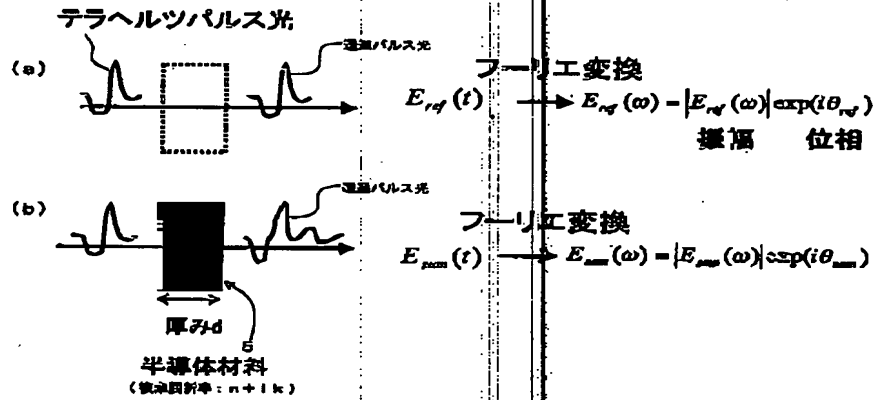 テラヘルツパルス光
(a)
透過パルス光
フーリエ変換
E_ref(t) → E_ref(ω) = |E_ref(ω)| exp(iθ_ref)
振幅 位相
(b)
透過パルス光
フーリエ変換
E_sam(t) → E_sam(ω) = |E_sam(ω)| exp(iθ_sam)
厚みd
5
半導体材料
(複素屈折率:n+ik)